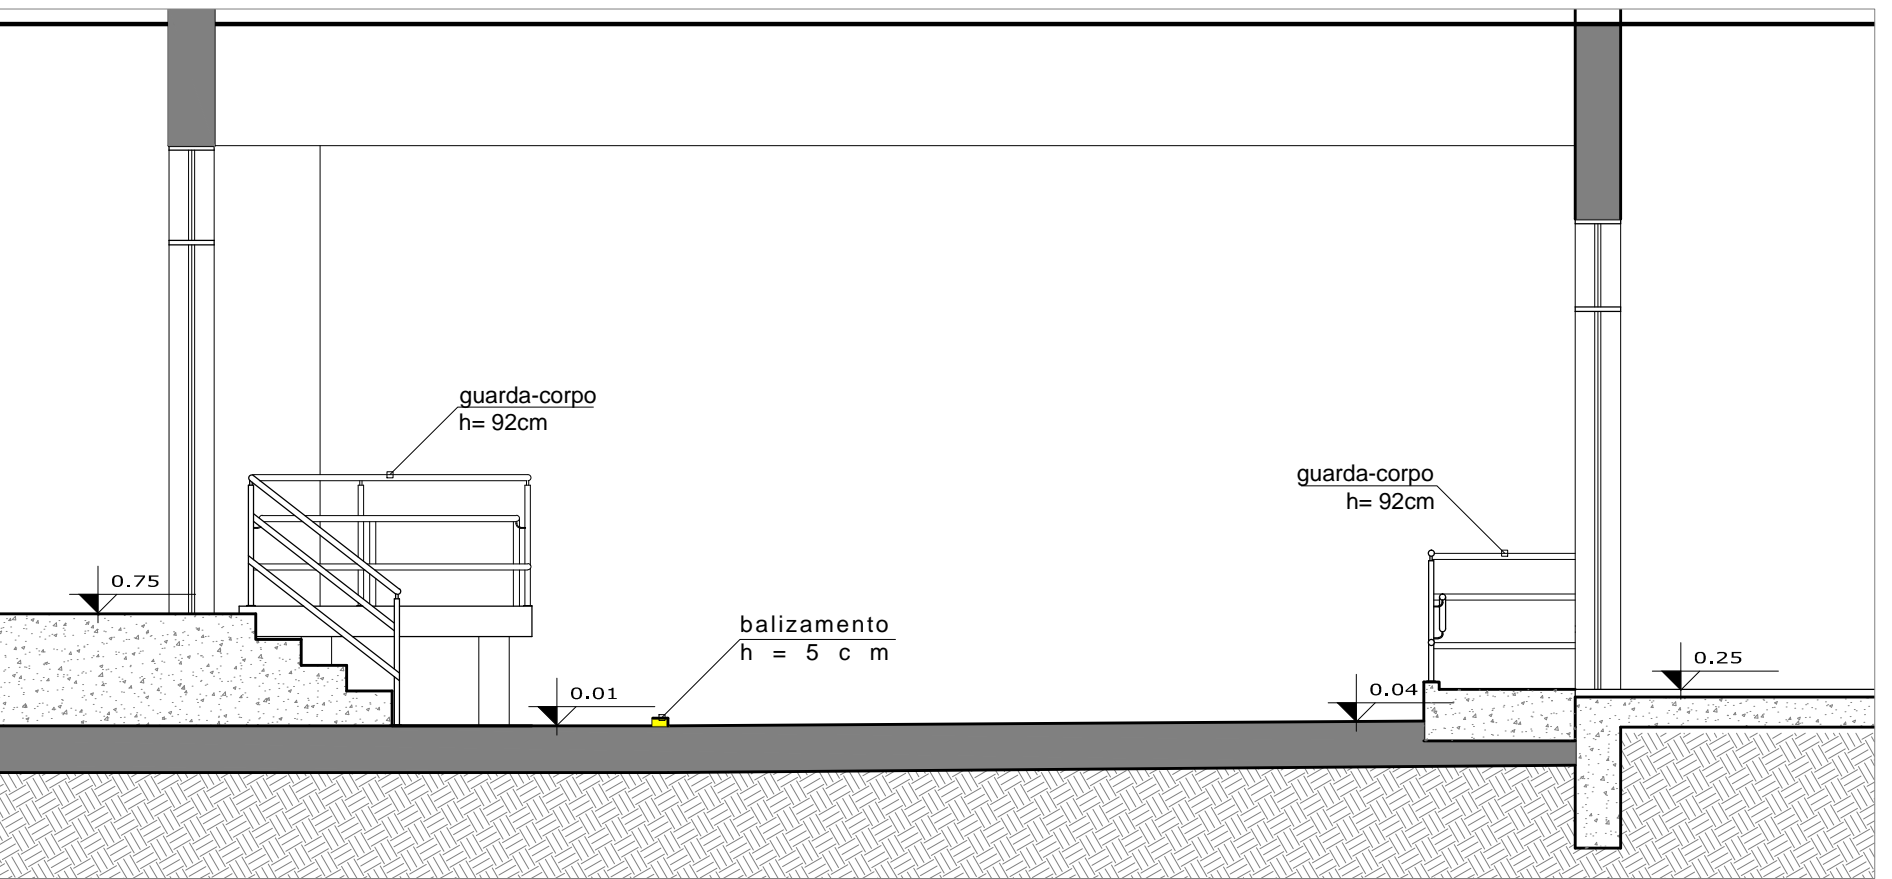 guarda-corpo
h= 92cm
guarda-corpo
h= 92cm
0.75
balizamento
h = 5 c m
0.25
0.01
0.04